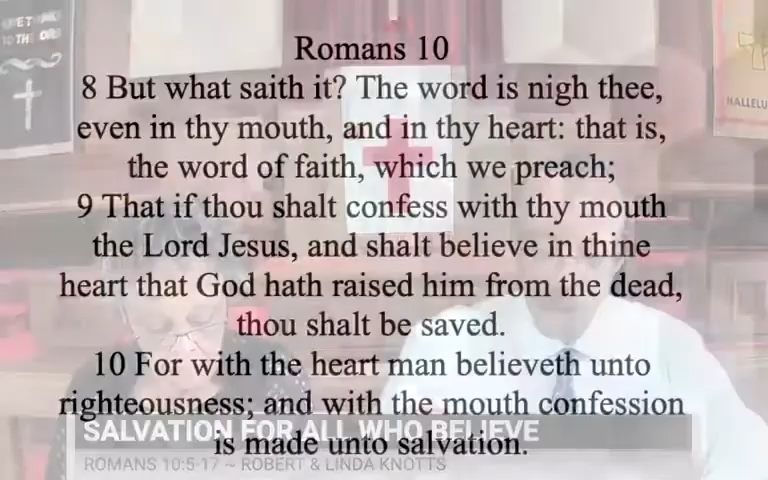 Romans 10
8 But what saith it? The word is nigh thee,
even in thy mouth, and in thy heart: that is,
the word of faith, which we preach;
9 That if thou shalt confess with thy mouth
the Lord Jesus, and shalt believe in thine
heart that God hath raised him from the dead,
thou shalt be saved.
10 For with the heart man believeth unto
righteousness; and with the mouth confession
is made unto salvation.
SALVATION FOR ALL WHO BELIEVE
ROMANS 10:5-17 ~ ROBERT & LINDA KNOTTS
TO THE
HALLELU